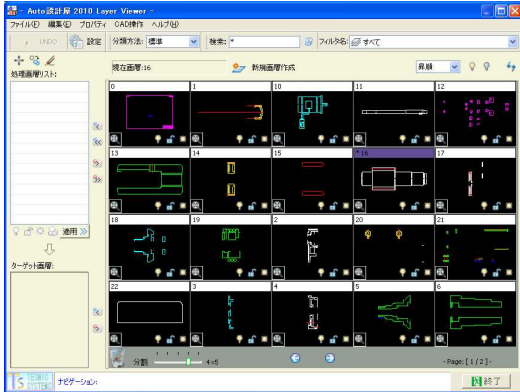 - Auto設計屋 2010 Layer Viewer -
ファイル(F) 編集(E) プロパティ CAD操作 ヘルプ(H)
UNDO 設定 分類方法: 標準 検索: * フィルタ名: すべて
処理画層リスト: 現在画層:16 新規画層作成 昇順
0 1 10 11 12
13 14 15 *16 17
18 19 2 20 21
適用
ターゲット画層:
22 3 4 5 6
分割 4×5 - Page: [ 1 / 2 ] -
TECNO SYSTEMS ナビゲーション: 終了